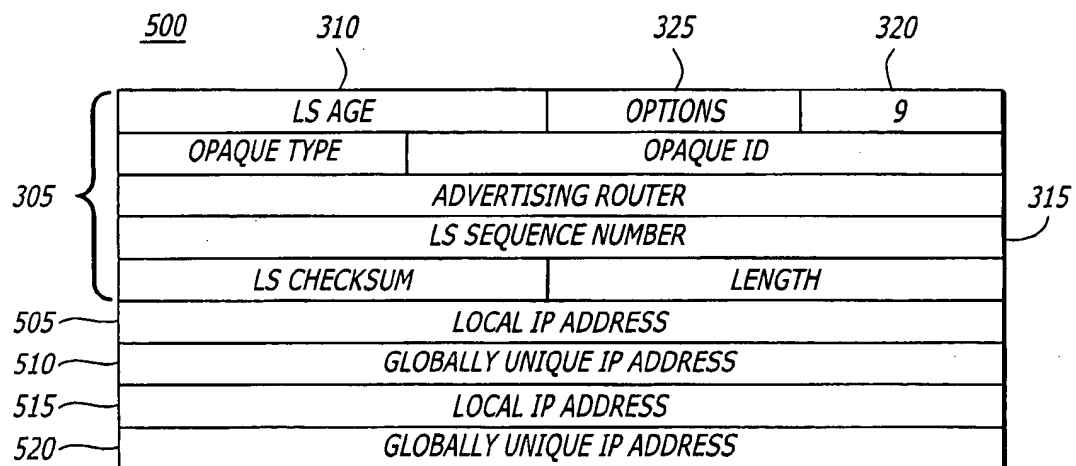 500 310 325 320
LS AGE OPTIONS 9
OPAQUE TYPE OPAQUE ID
305 ADVERTISING ROUTER 315
LS SEQUENCE NUMBER
LS CHECKSUM LENGTH
505 LOCAL IP ADDRESS
510 GLOBALLY UNIQUE IP ADDRESS
515 LOCAL IP ADDRESS
520 GLOBALLY UNIQUE IP ADDRESS